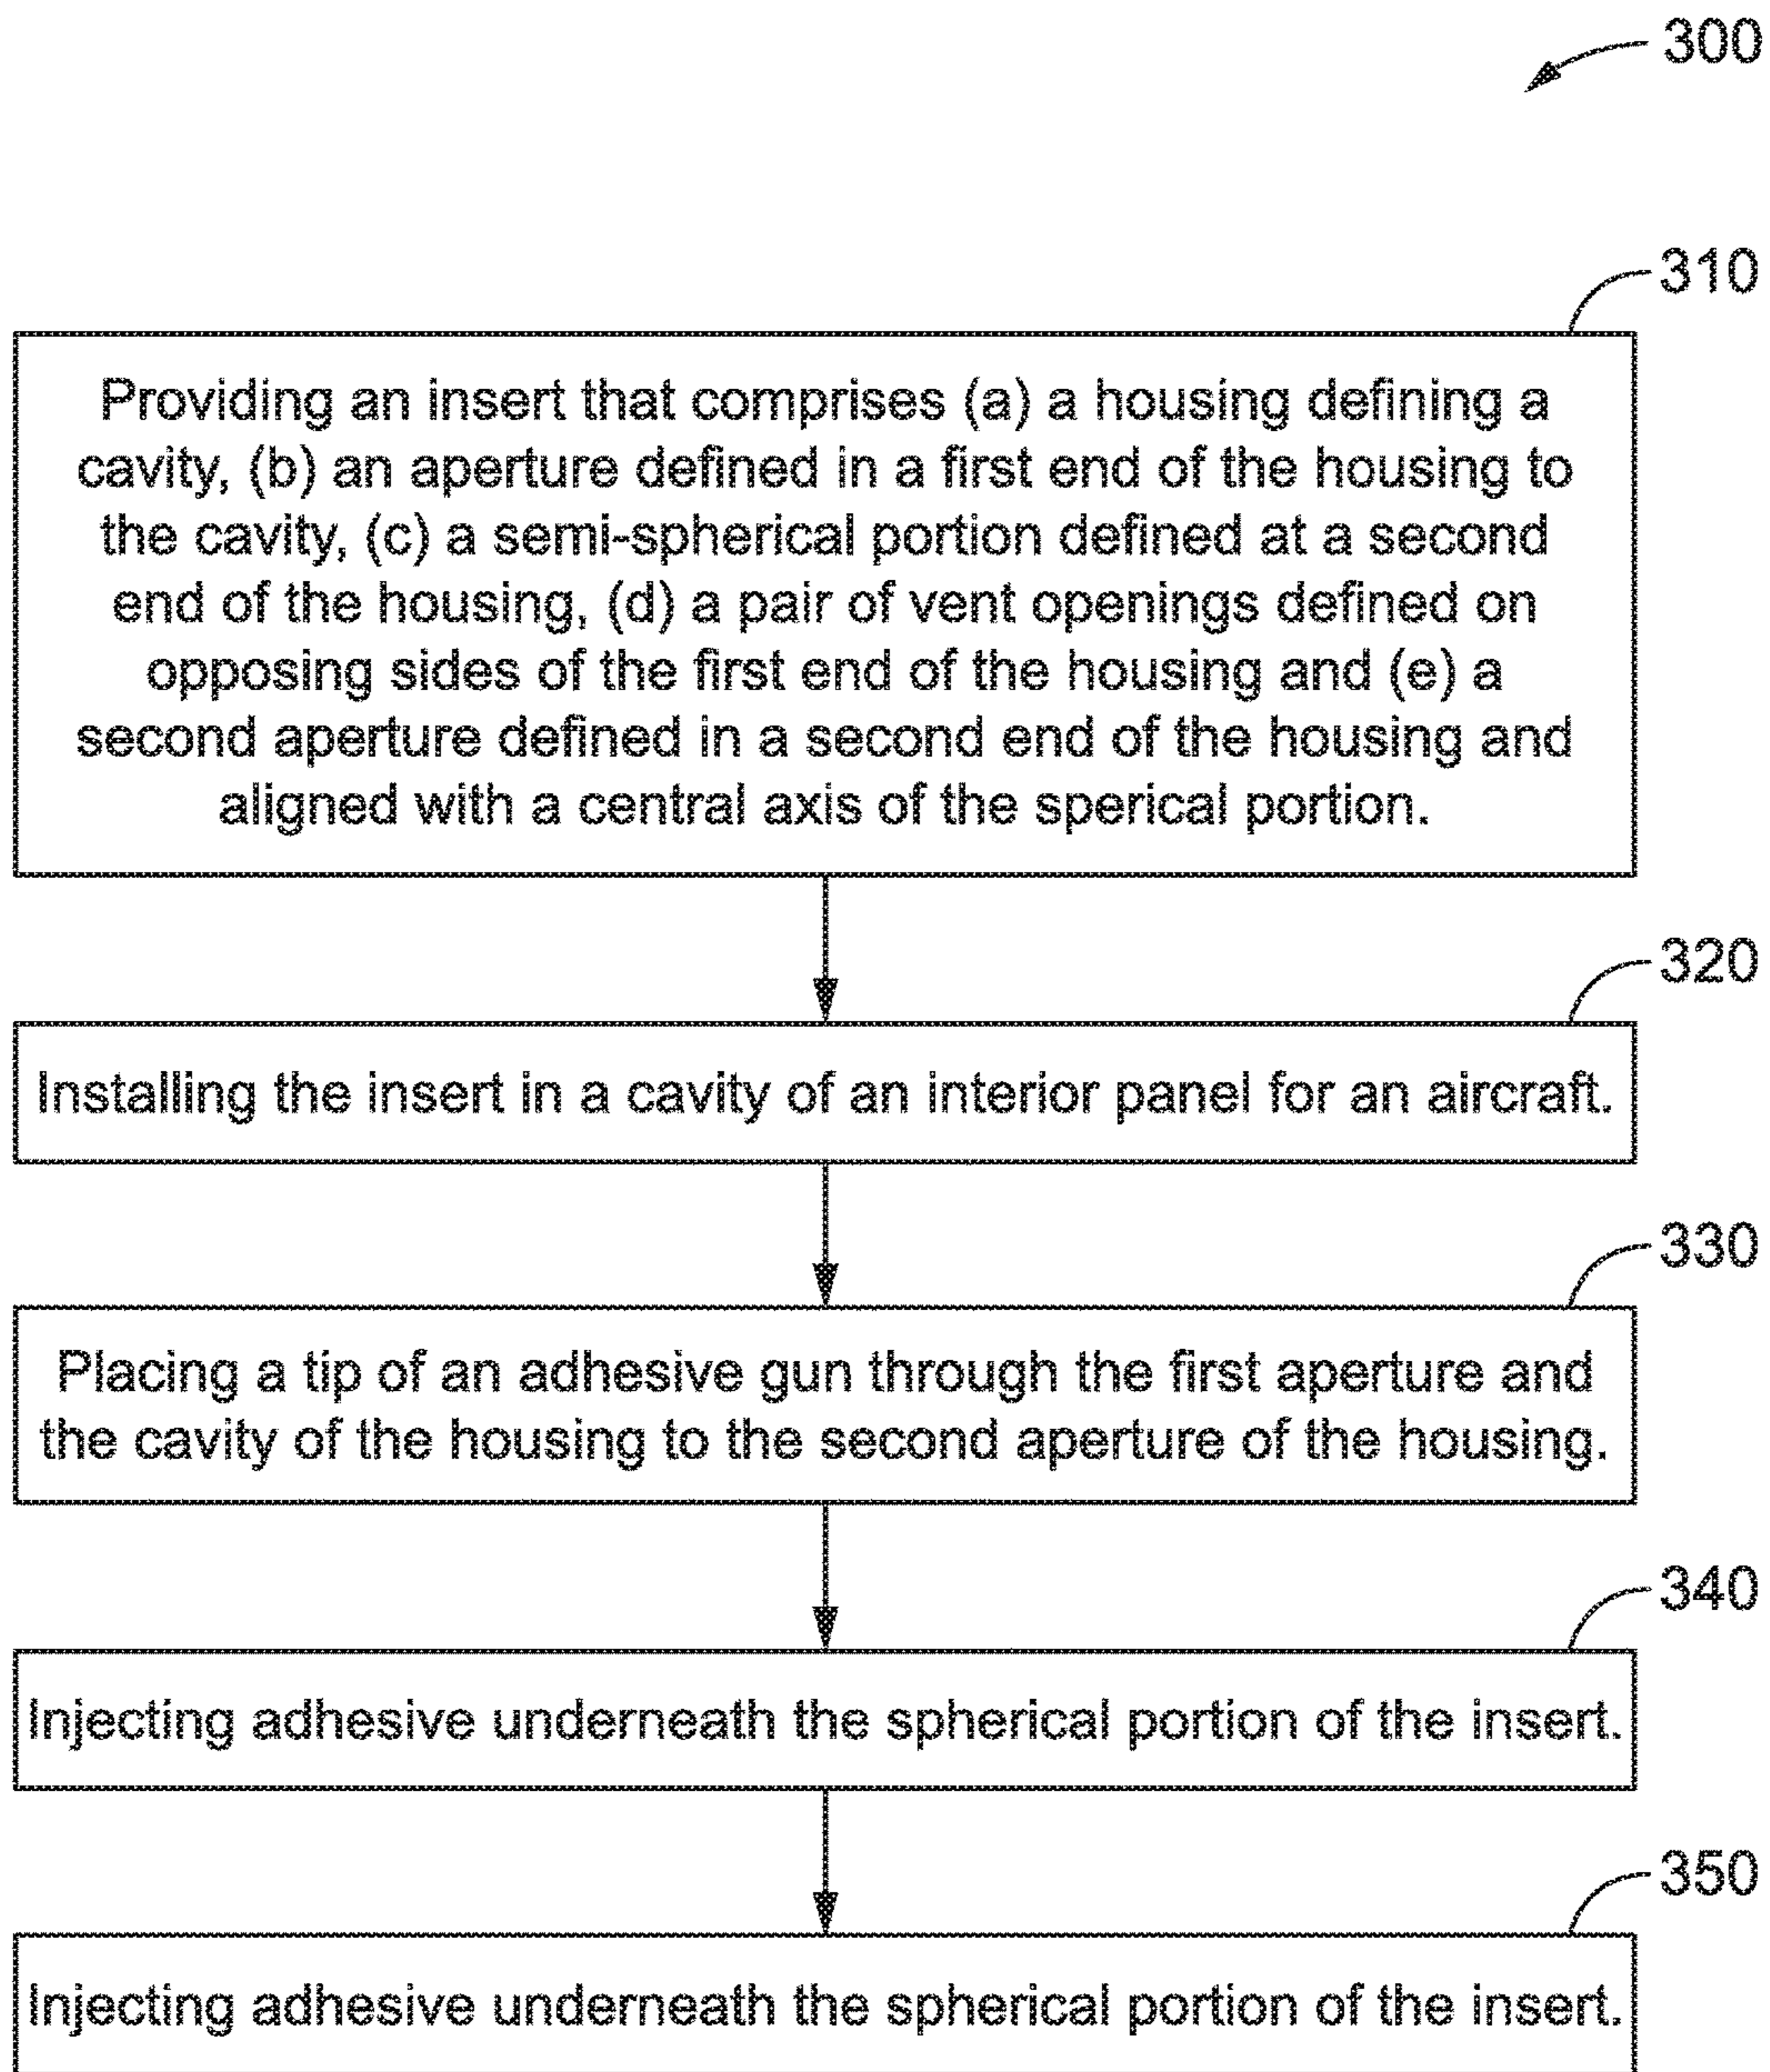 300
310
Providing an insert that comprises (a) a housing defining a
cavity, (b) an aperture defined in a first end of the housing to
the cavity, (c) a semi-spherical portion defined at a second
end of the housing, (d) a pair of vent openings defined on
opposing sides of the first end of the housing and (e) a
second aperture defined in a second end of the housing and
aligned with a central axis of the sperical portion.
320
Installing the insert in a cavity of an interior panel for an aircraft.
330
Placing a tip of an adhesive gun through the first aperture and
the cavity of the housing to the second aperture of the housing.
340
Injecting adhesive underneath the spherical portion of the insert.
350
Injecting adhesive underneath the spherical portion of the insert.